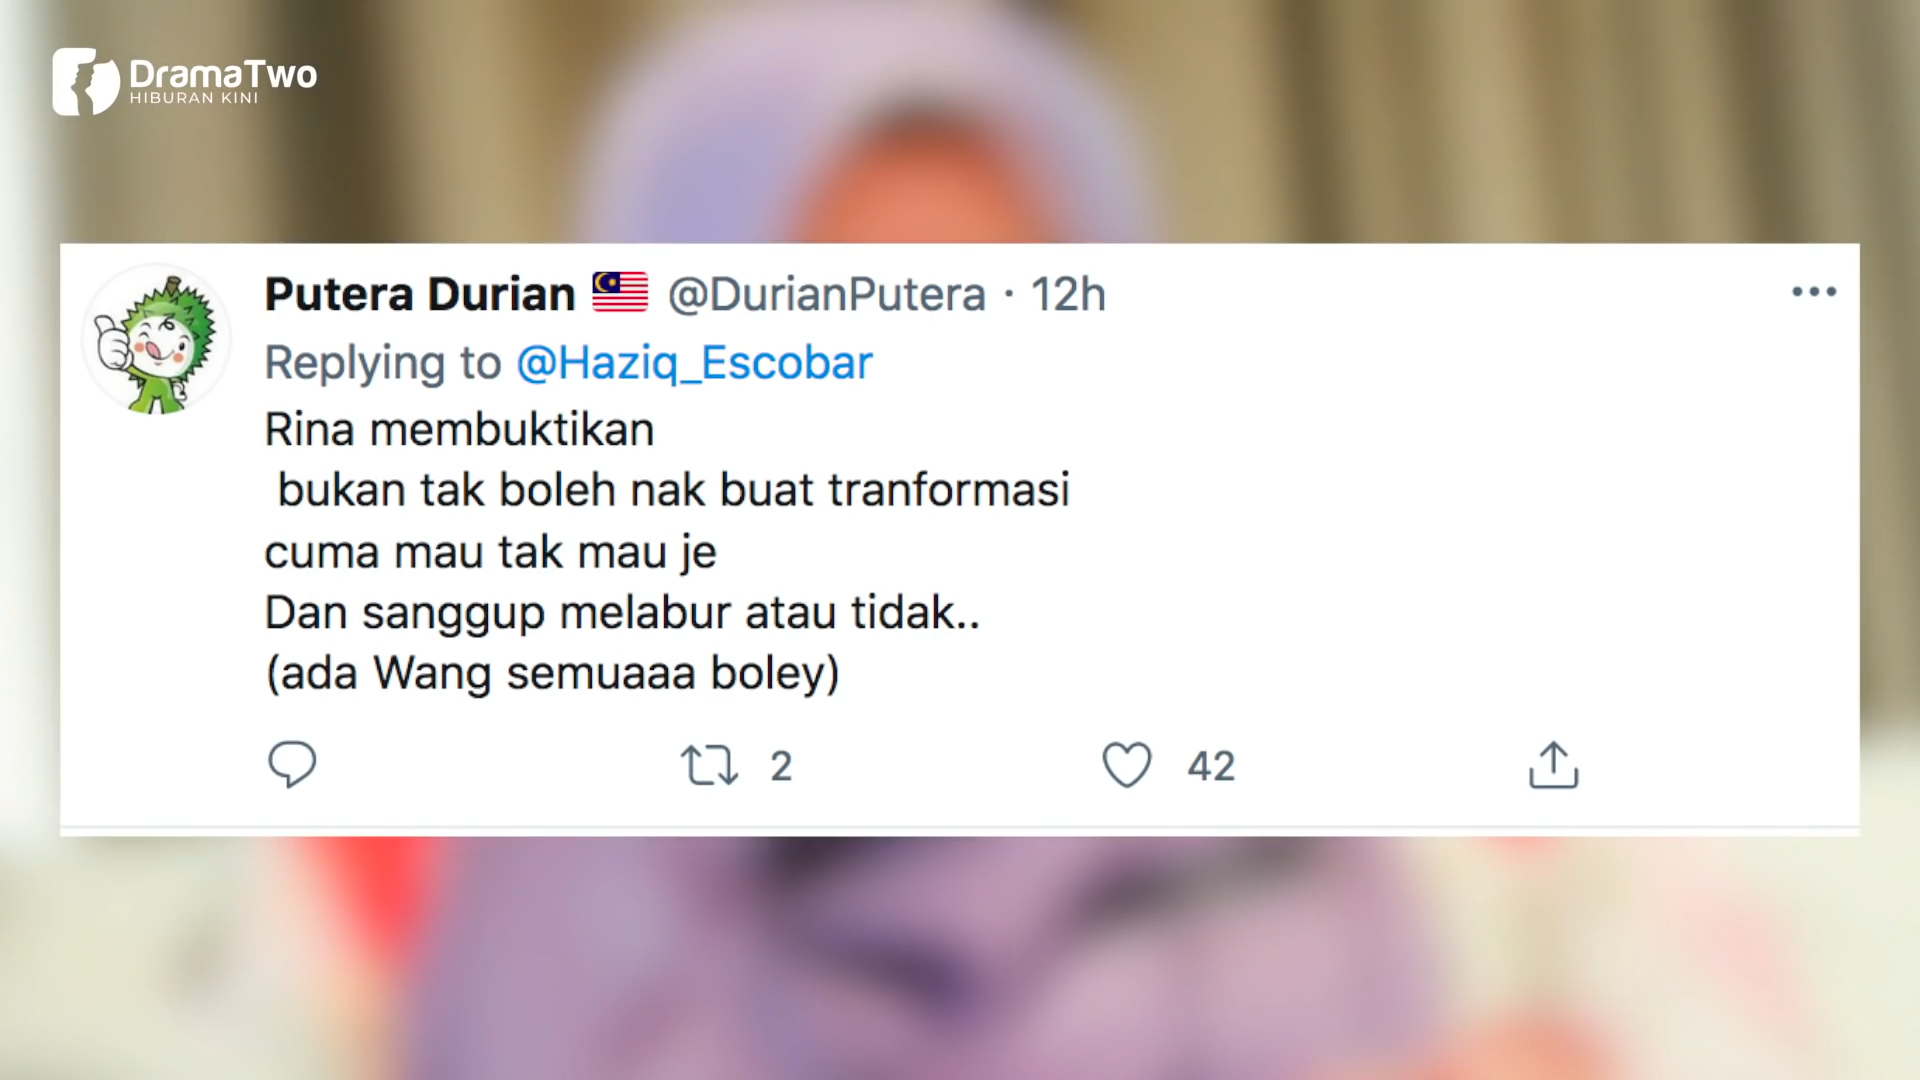 DramaTwo
HIBURAN KINI
Putera Durian @DurianPutera · 12h
Replying to @Haziq_Escobar
Rina membuktikan
bukan tak boleh nak buat tranformasi
cuma mau tak mau je
Dan sanggup melabur atau tidak..
(ada Wang semuaaa boley)
2 42